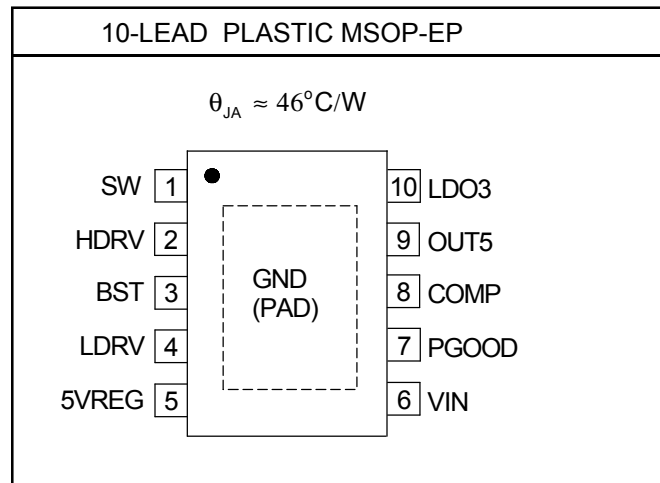 10-LEAD PLASTIC MSOP-EP
θJA ≈ 46°C/W
SW 1
HDRV 2
BST 3
LDRV 4
5VREG 5
GND
(PAD)
10 LDO3
9 OUT5
8 COMP
7 PGOOD
6 VIN